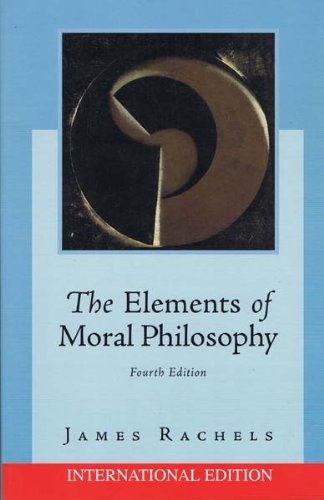 The Elements of
Moral Philosophy
Fourth Edition
JAMES RACHELS
INTERNATIONAL EDITION